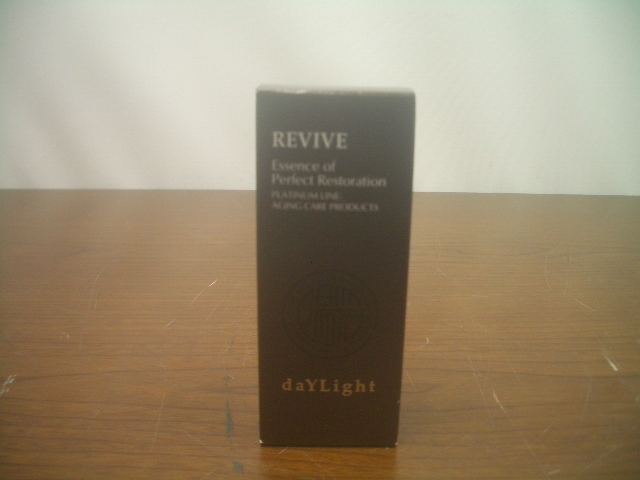 REVIVE
Essence of
Perfect Restoration
PLATINUM LINE
AGING CARE PRODUCTS
daYLight